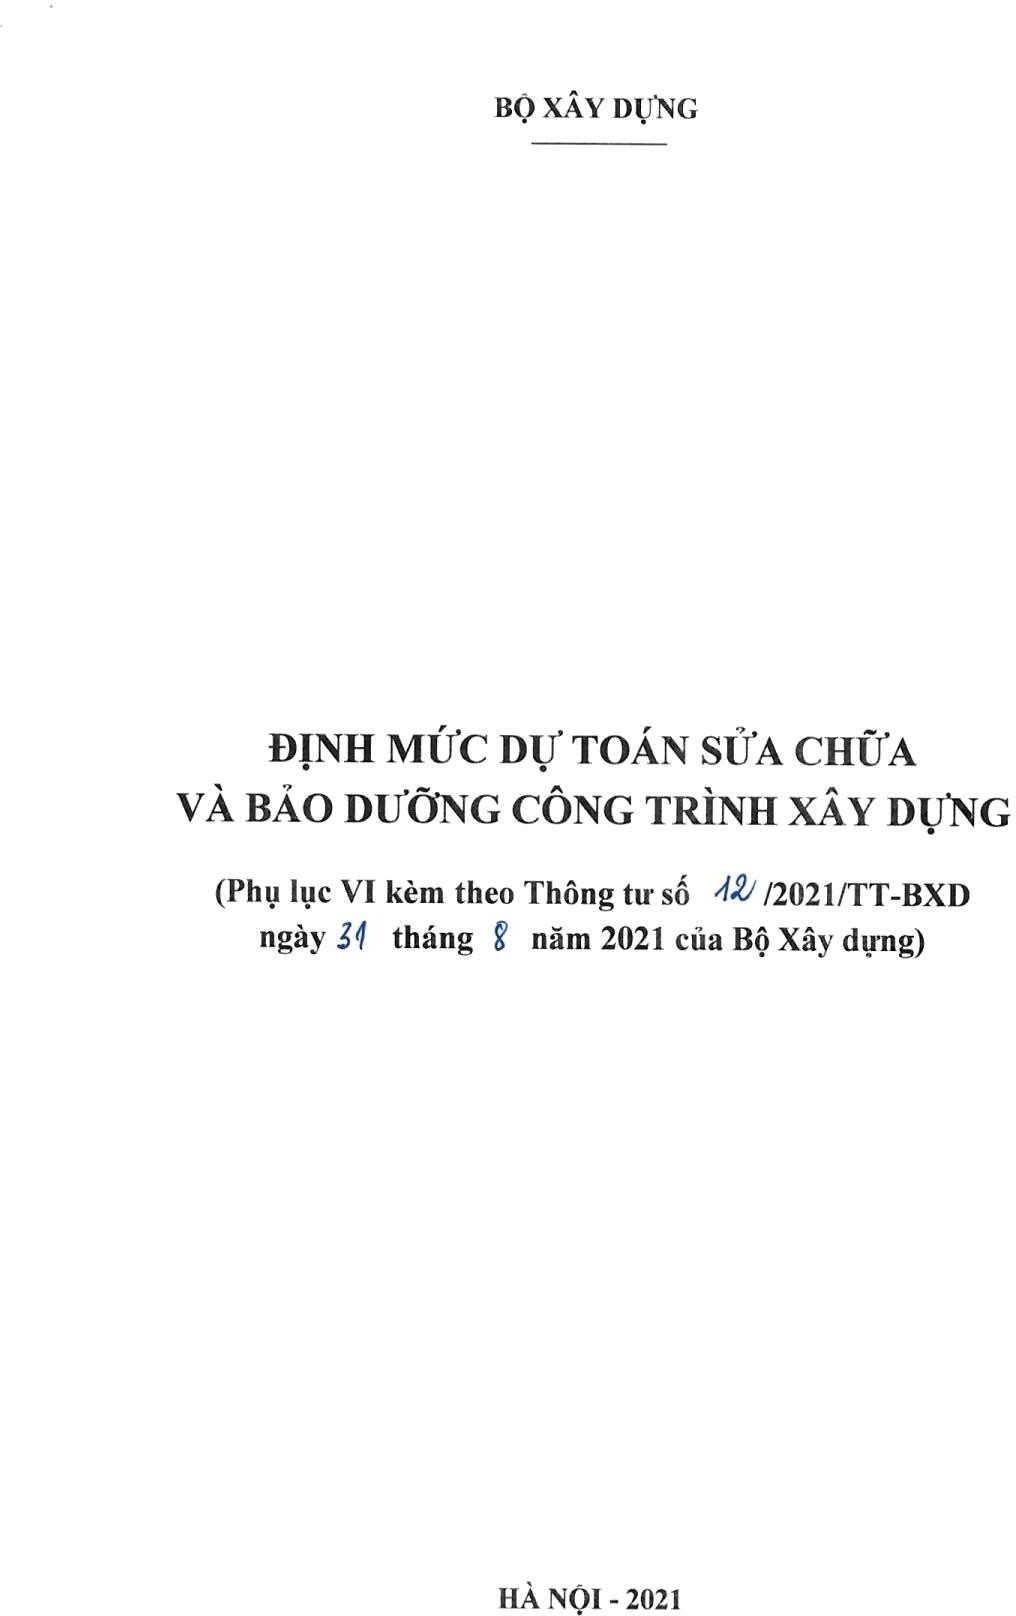 BỘ XÂY DỰNG
ĐỊNH MỨC DỰ TOÁN SỬA CHỮA
VÀ BẢO DƯỠNG CÔNG TRÌNH XÂY DỰNG
(Phụ lục VI kèm theo Thông tư số 12/2021/TT-BXD
ngày 31 tháng 8 năm 2021 của Bộ Xây dựng)
HÀ NỘI - 2021